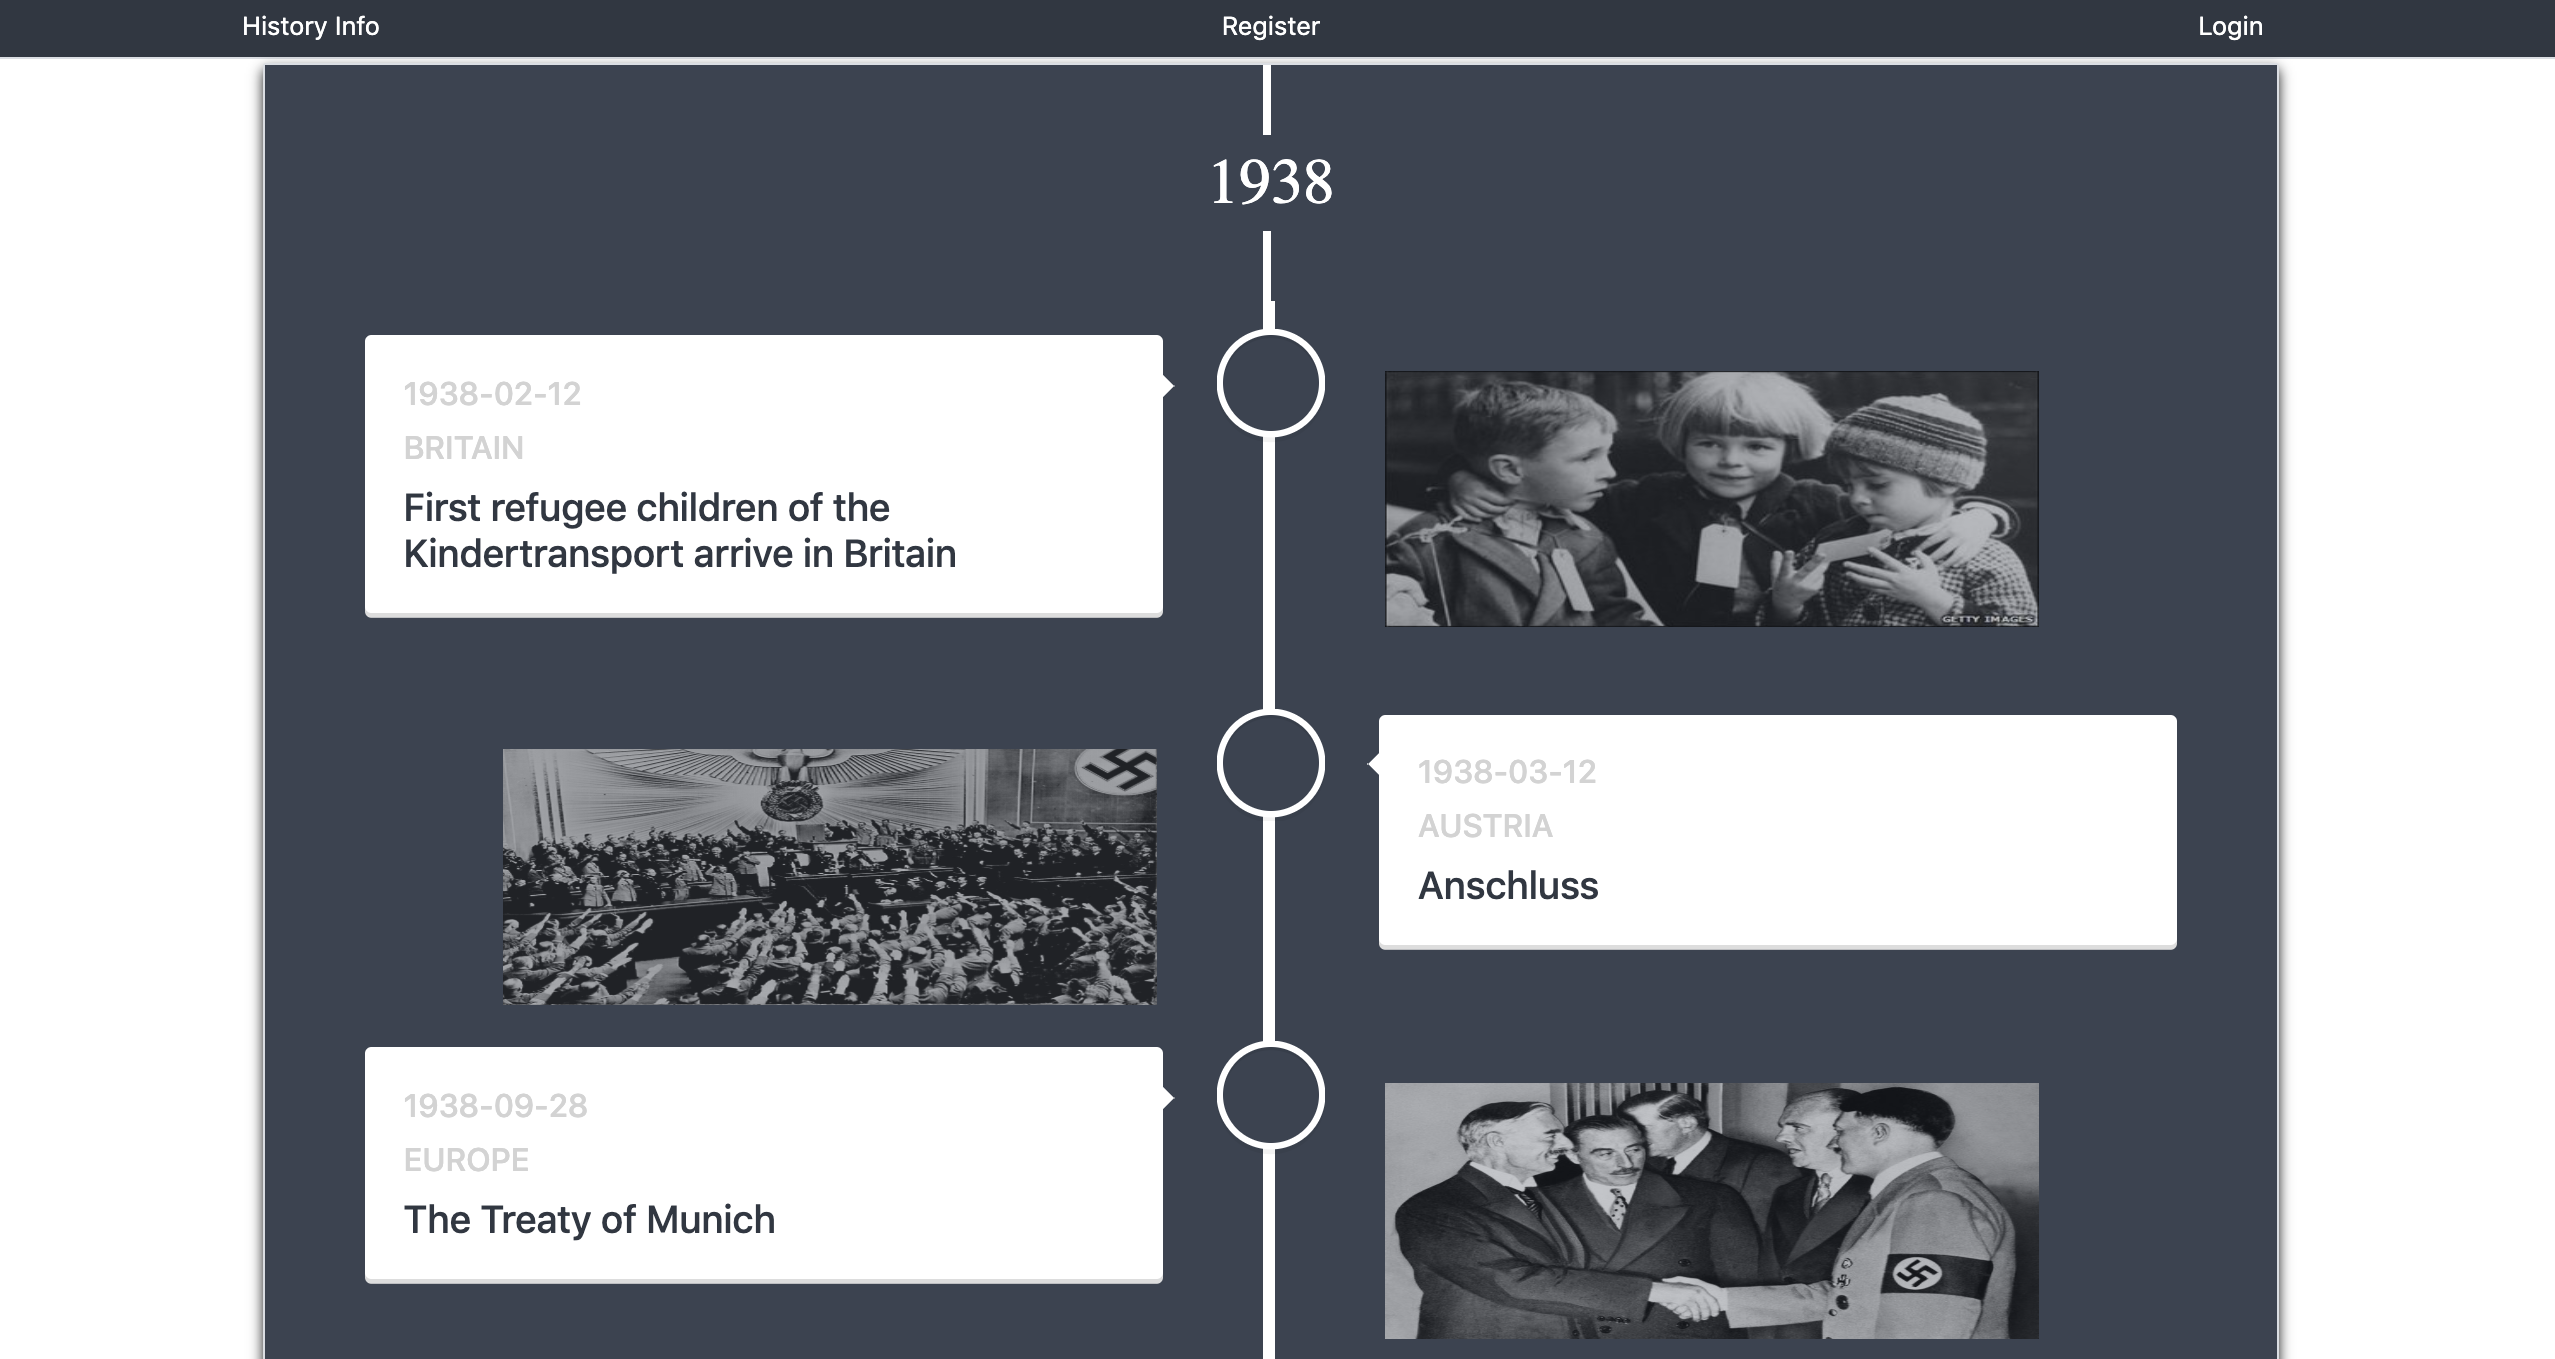 History Info
Register
Login
1938
1938-02-12
BRITAIN
First refugee children of the
Kindertransport arrive in Britain
GETTY IMAGES
1938-03-12
AUSTRIA
Anschluss
1938-09-28
EUROPE
The Treaty of Munich